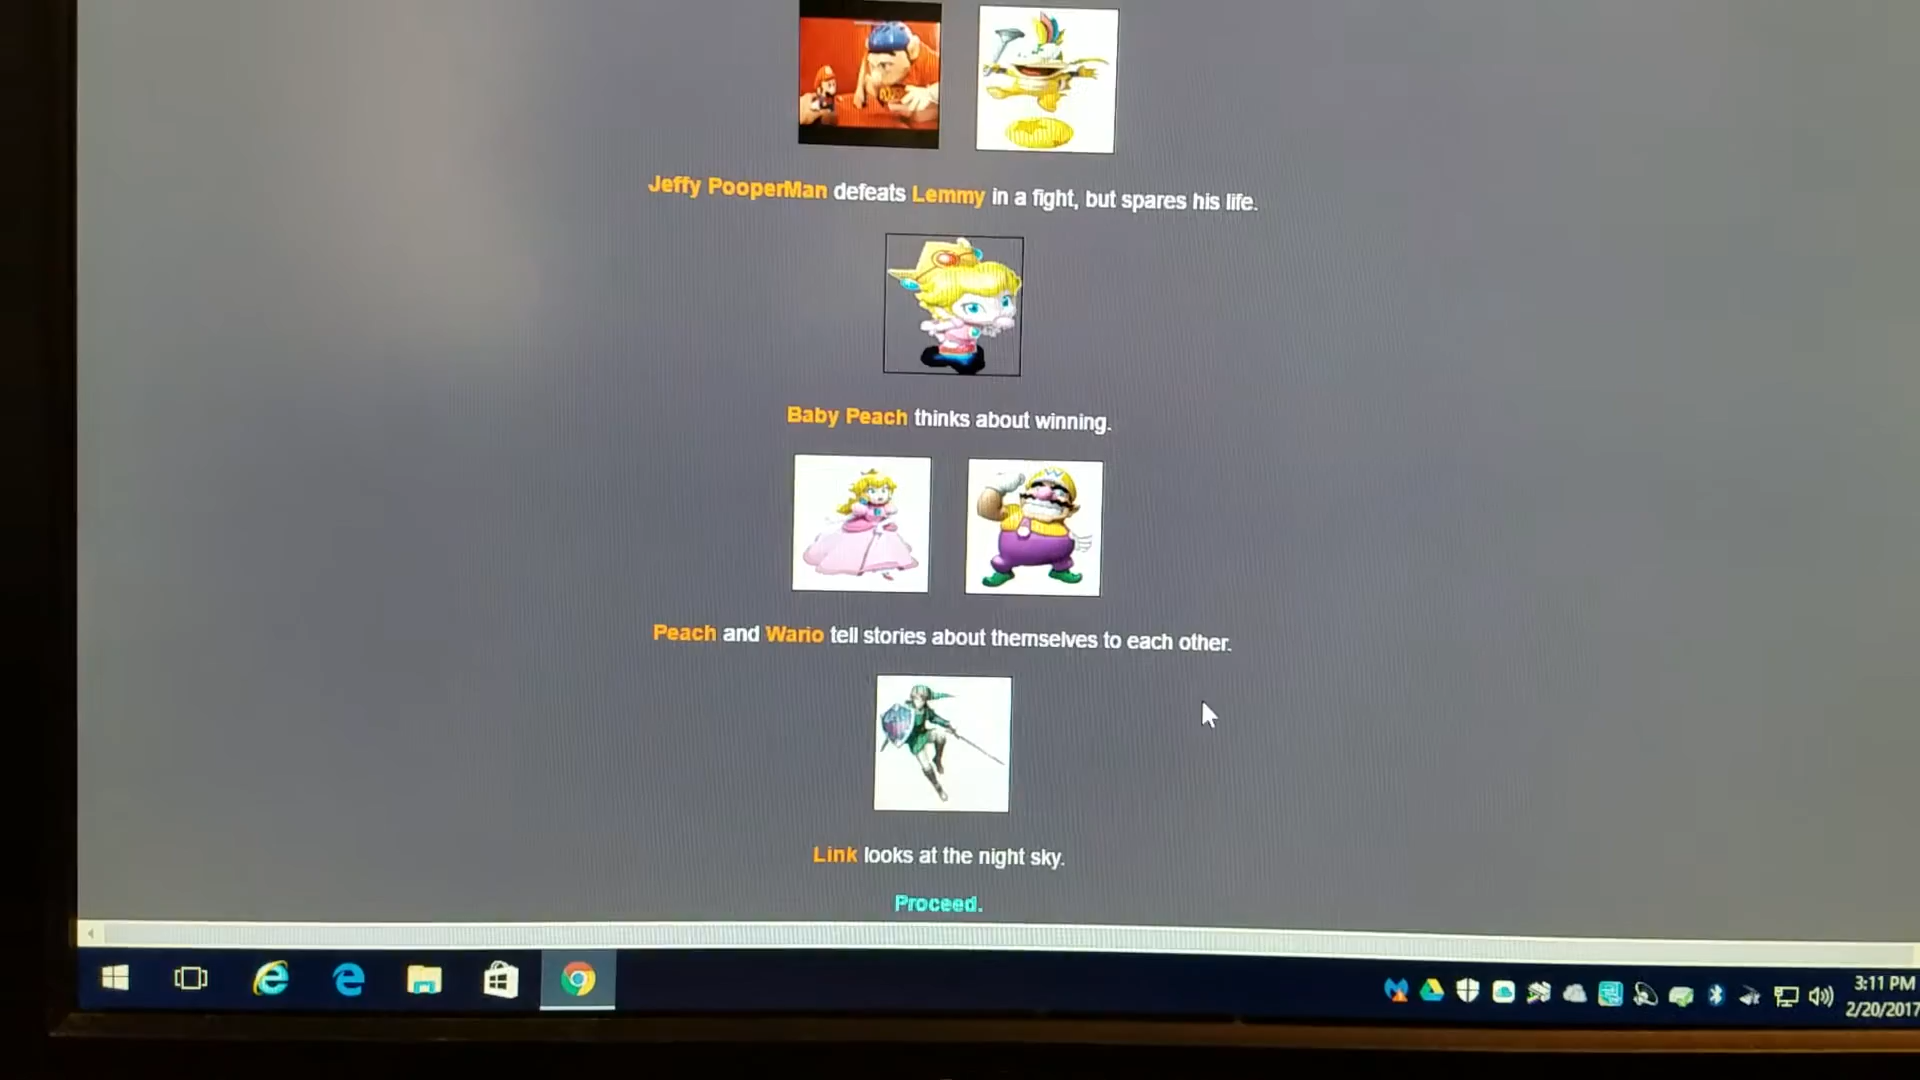 Jeffy PooperMan defeats Lemmy in a fight, but spares his life.
Baby Peach thinks about winning.
Peach and Wario tell stories about themselves to each other.
Link looks at the night sky.
Proceed.
3:11 PM
2/20/2017